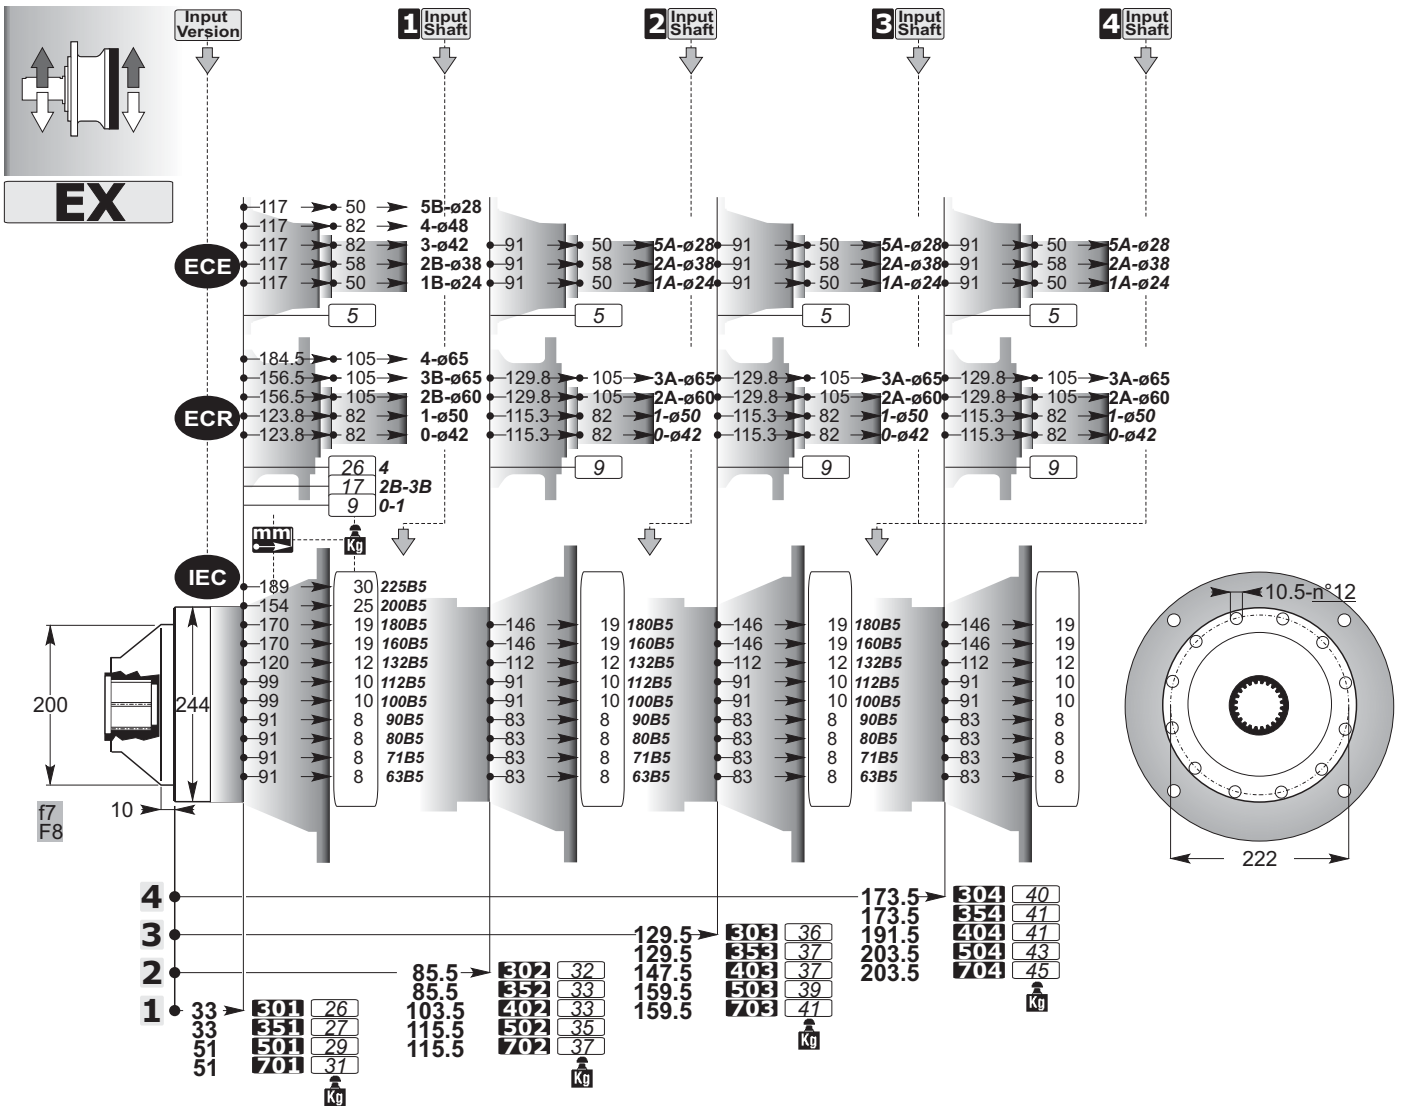 Input Version
1 Input Shaft
2 Input Shaft
3 Input Shaft
4 Input Shaft
EX
117 50 5B-ø28
117 82 4-ø48
117 82 3-ø42 91 50 5A-ø28 91 50 5A-ø28 91 50 5A-ø28
ECE
117 58 2B-ø38 91 58 2A-ø38 91 58 2A-ø38 91 58 2A-ø38
117 50 1B-ø24 91 50 1A-ø24 91 50 1A-ø24 91 50 1A-ø24
5 5 5 5
184.5 105 4-ø65
156.5 105 3B-ø65 129.8 105 3A-ø65 129.8 105 3A-ø65 129.8 105 3A-ø65
156.5 105 2B-ø60 129.8 105 2A-ø60 129.8 105 2A-ø60 129.8 105 2A-ø60
ECR
123.8 82 1-ø50 115.3 82 1-ø50 115.3 82 1-ø50 115.3 82 1-ø50
123.8 82 0-ø42 115.3 82 0-ø42 115.3 82 0-ø42 115.3 82 0-ø42
26 4 9 9 9
17 2B-3B
9 0-1
mm Kg
IEC
189 30 225B5
154 25 200B5
170 19 180B5 146 19 180B5 146 19 180B5 146 19
170 19 160B5 146 19 160B5 146 19 160B5 146 19
120 12 132B5 112 12 132B5 112 12 132B5 112 12
99 10 112B5 91 10 112B5 91 10 112B5 91 10
99 10 100B5 91 10 100B5 91 10 100B5 91 10
91 8 90B5 83 8 90B5 83 8 90B5 83 8
91 8 80B5 83 8 80B5 83 8 80B5 83 8
91 8 71B5 83 8 71B5 83 8 71B5 83 8
91 8 63B5 83 8 63B5 83 8 63B5 83 8
200
244
10
f7
F8
10.5-n°12
222
4 173.5 304 40
173.5 354 41
191.5 404 41
203.5 504 43
203.5 704 45
Kg
3 129.5 303 36
129.5 353 37
147.5 403 37
159.5 503 39
159.5 703 41
Kg
2 85.5 302 32
85.5 352 33
103.5 402 33
115.5 502 35
115.5 702 37
Kg
1 33 301 26
33 351 27
51 501 29
51 701 31
Kg